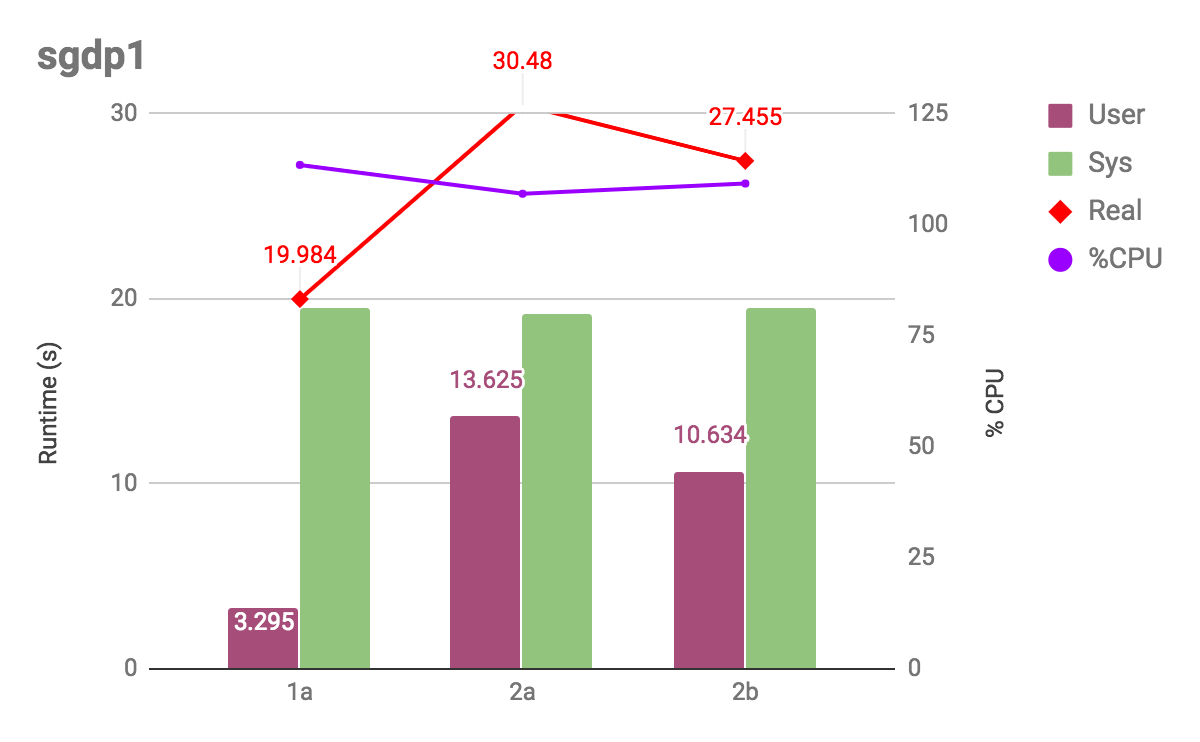 sgdp1
30.48
30
27.455
125
User
Sys
Real
%CPU
100
19.984
20
75
Runtime (s)
13.625
% CPU
10.634
50
10
25
3.295
0
0
1a
2a
2b